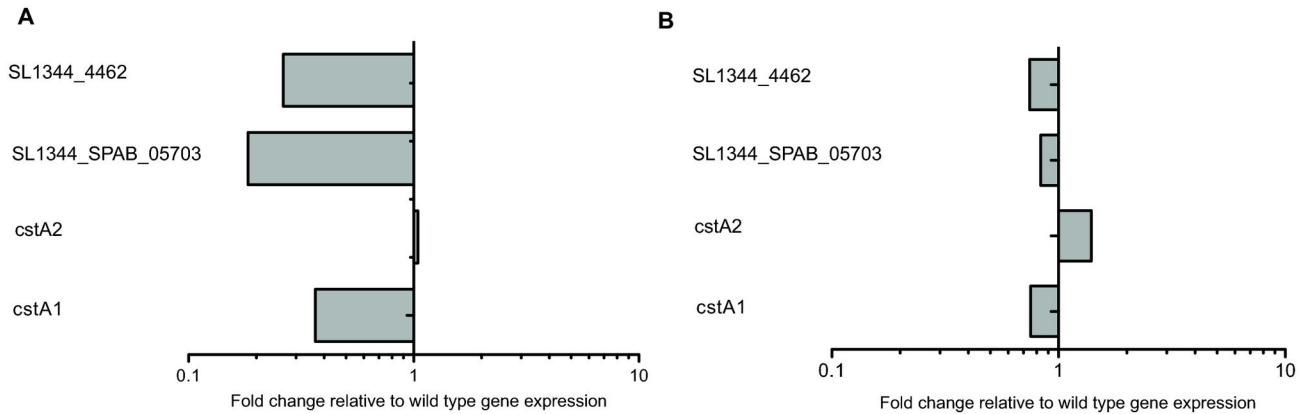 A
SL1344_4462
SL1344_SPAB_05703
cstA2
cstA1
0.1 1 10
Fold change relative to wild type gene expression
B
SL1344_4462
SL1344_SPAB_05703
cstA2
cstA1
0.1 1 10
Fold change relative to wild type gene expression